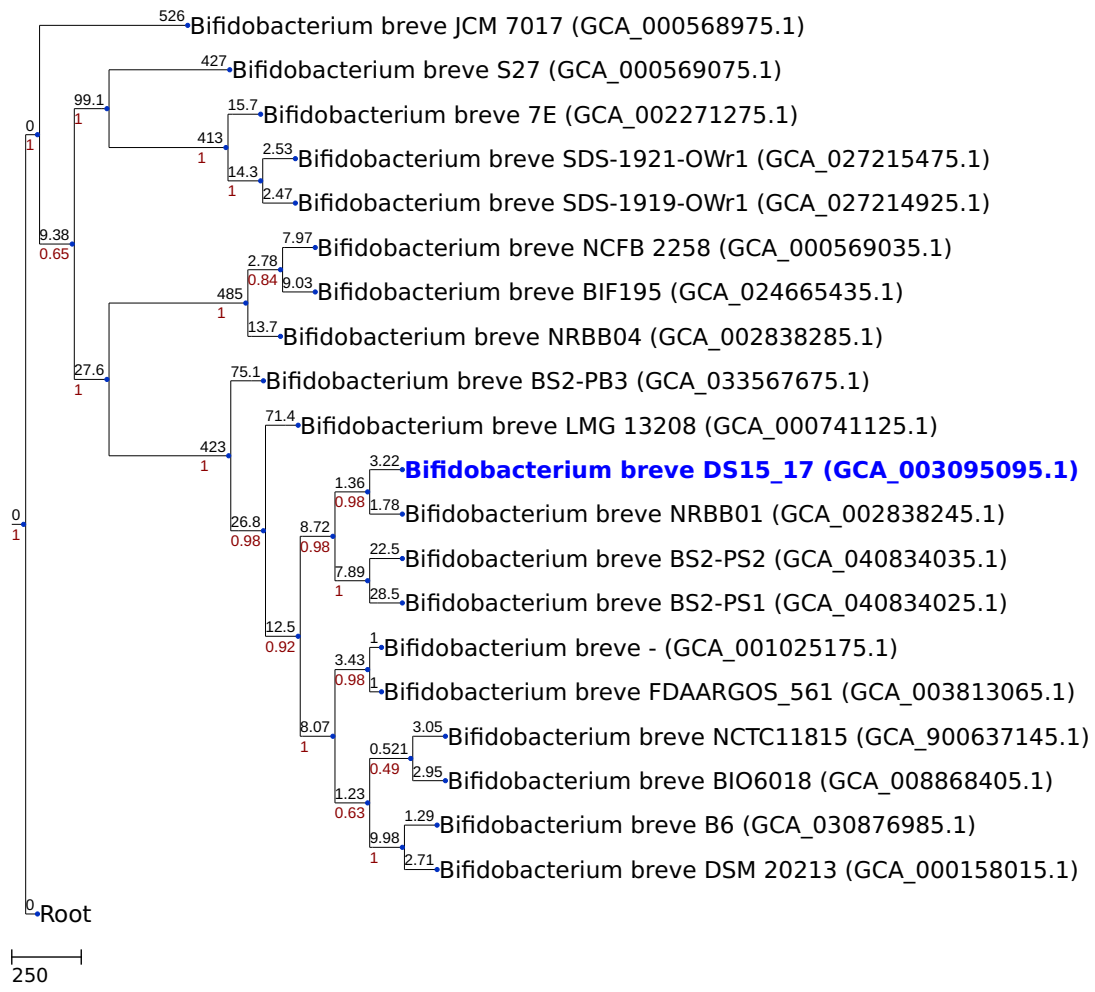 526
Bifidobacterium breve JCM 7017 (GCA_000568975.1)
427
Bifidobacterium breve S27 (GCA_000569075.1)
99.1
1
15.7
Bifidobacterium breve 7E (GCA_002271275.1)
0
1
413
1
2.53
Bifidobacterium breve SDS-1921-OWr1 (GCA_027215475.1)
14.3
1
2.47
Bifidobacterium breve SDS-1919-OWr1 (GCA_027214925.1)
9.38
0.65
7.97
Bifidobacterium breve NCFB 2258 (GCA_000569035.1)
2.78
0.84
9.03
Bifidobacterium breve BIF195 (GCA_024665435.1)
485
1
13.7
Bifidobacterium breve NRBB04 (GCA_002838285.1)
27.6
1
75.1
Bifidobacterium breve BS2-PB3 (GCA_033567675.1)
71.4
Bifidobacterium breve LMG 13208 (GCA_000741125.1)
423
1
3.22
Bifidobacterium breve DS15_17 (GCA_003095095.1)
1.36
0.98
1.78
Bifidobacterium breve NRBB01 (GCA_002838245.1)
0
1
26.8
0.98
8.72
0.98
22.5
Bifidobacterium breve BS2-PS2 (GCA_040834035.1)
7.89
1
28.5
Bifidobacterium breve BS2-PS1 (GCA_040834025.1)
12.5
0.92
1
Bifidobacterium breve - (GCA_001025175.1)
3.43
0.98
1
Bifidobacterium breve FDAARGOS_561 (GCA_003813065.1)
8.07
1
3.05
Bifidobacterium breve NCTC11815 (GCA_900637145.1)
0.521
0.49
2.95
Bifidobacterium breve BIO6018 (GCA_008868405.1)
1.23
0.63
1.29
Bifidobacterium breve B6 (GCA_030876985.1)
9.98
1
2.71
Bifidobacterium breve DSM 20213 (GCA_000158015.1)
0
Root
250